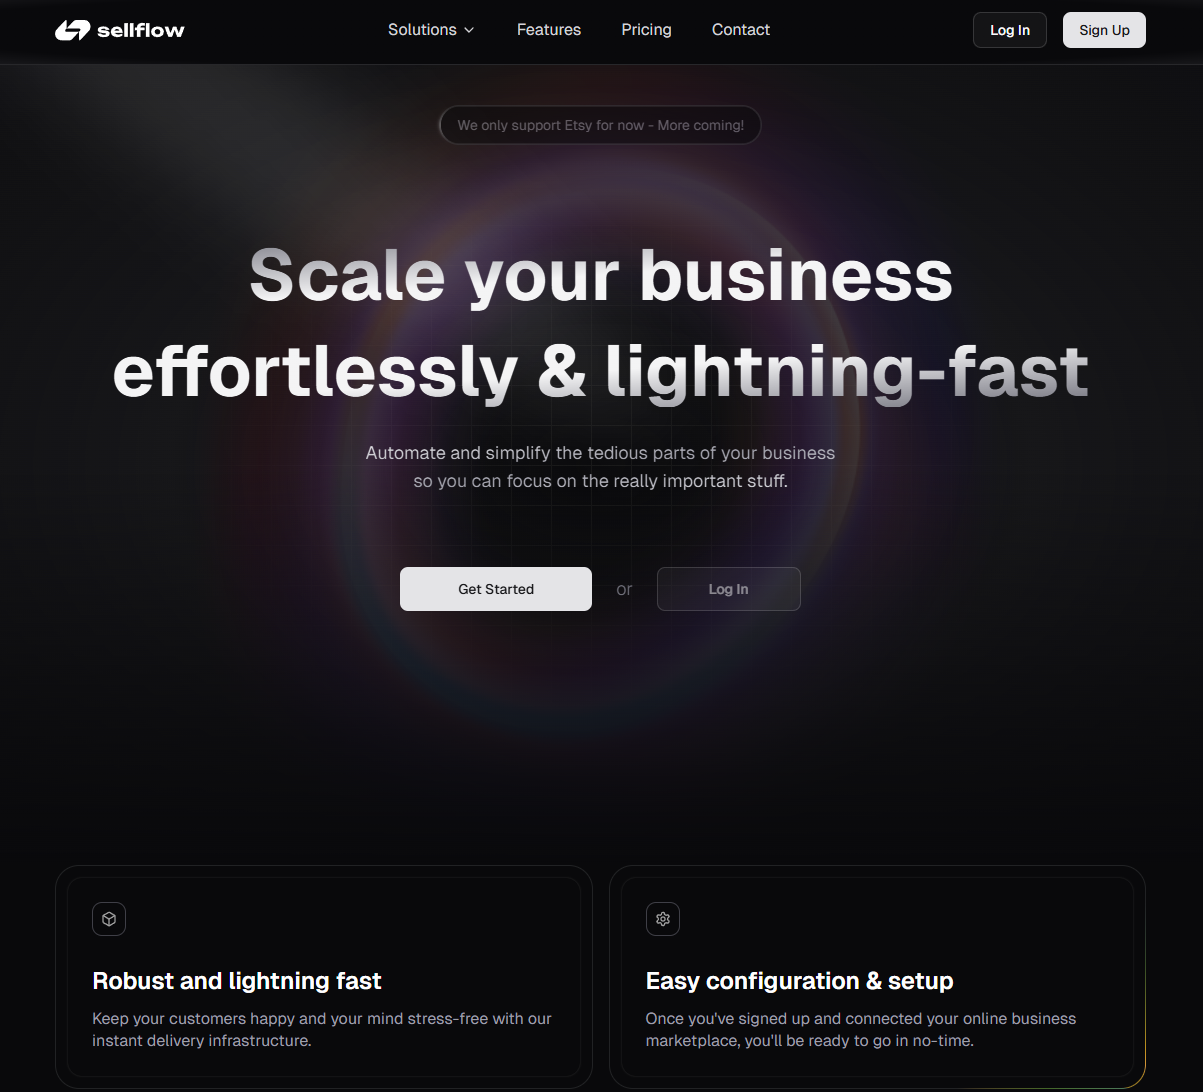 sellflow
Solutions
Features
Pricing
Contact
Log In
Sign Up
We only support Etsy for now - More coming!
Scale your business
effortlessly & lightning-fast
Automate and simplify the tedious parts of your business
so you can focus on the really important stuff.
Get Started
or
Log In
Robust and lightning fast
Keep your customers happy and your mind stress-free with our
instant delivery infrastructure.
Easy configuration & setup
Once you've signed up and connected your online business
marketplace, you'll be ready to go in no-time.